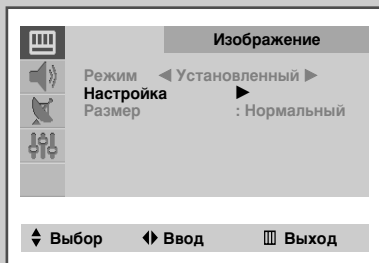 Изображение
Режим ◀ Установленный ▶
Настройка ▶
Размер : Нормальный
Выбор Ввод Выход